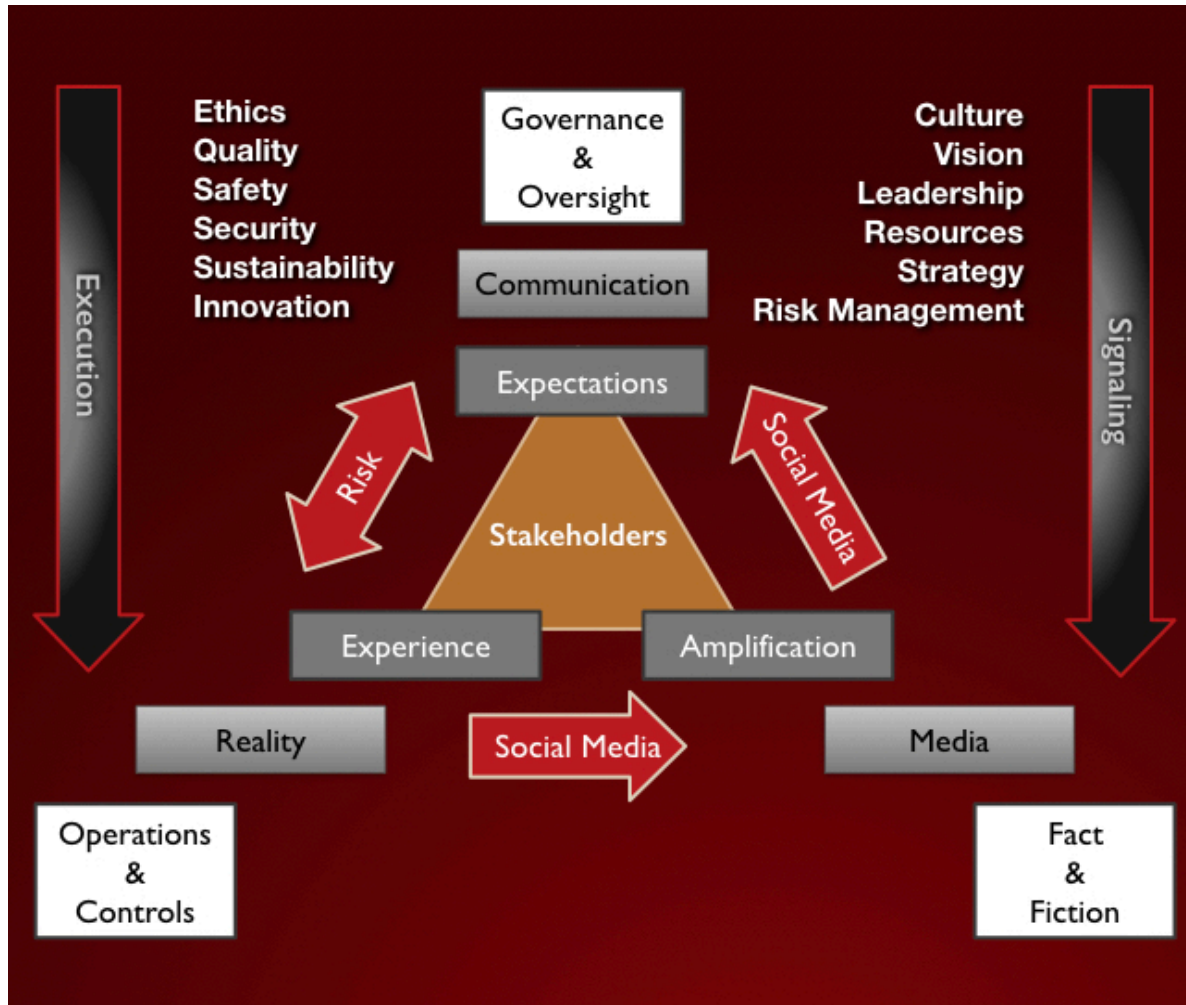 Ethics
Quality
Safety
Security
Sustainability
Innovation
Governance
&
Oversight
Culture
Vision
Leadership
Resources
Strategy
Risk Management
Execution
Signaling
Communication
Expectations
Risk
Social Media
Stakeholders
Experience
Amplification
Reality
Social Media
Media
Operations
&
Controls
Fact
&
Fiction